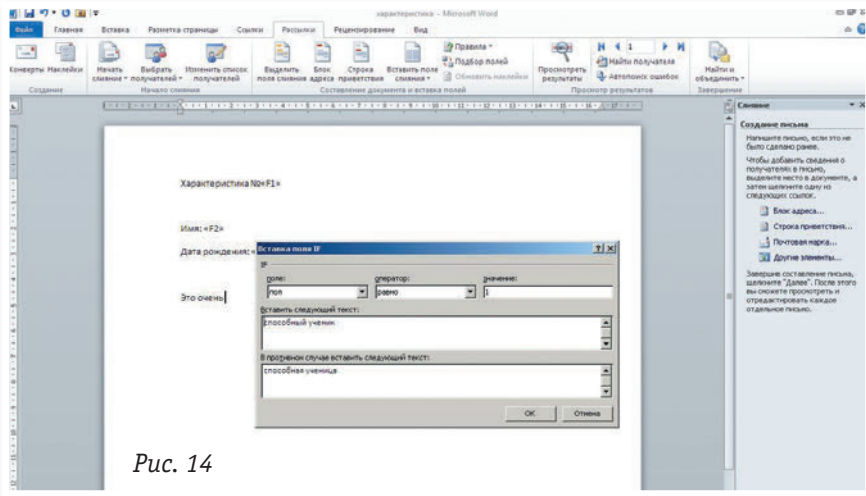 характеристика - Microsoft Word
Файл Главная Вставка Разметка страницы Ссылки Рассылки Рецензирование Вид
Конверты Наклейки
Создание
Начать слияние
Выбрать получателей
Изменить список получателей
Начало слияния
Выделить поля слияния
Блок адреса
Строка приветствия
Вставить поле слияния
Правила
Подбор полей
Обновить наклейки
Составление документа и вставка полей
Просмотреть результаты
1
Найти получателя
Автопоиск ошибок
Просмотр результатов
Найти и объединить
Завершение
Характеристика №«F1»
Имя: «F2»
Дата рождения: «
Это очень
Вставка поля IF
IF
поле: оператор: значение:
пол равно 1
Вставить следующий текст:
способный ученик
В противном случае вставить следующий текст:
способная ученица
ОК Отмена
Слияние
Создание письма
Напишите письмо, если это не
было сделано ранее.
Чтобы добавить сведения о
получателях в письмо,
выделите место в документе, а
затем щелкните одну из
следующих ссылок.
Блок адреса...
Строка приветствия...
Почтовая марка...
Другие элементы...
Завершив составление письма,
щелкните "Далее". После этого
вы сможете просмотреть и
отредактировать каждое
отдельное письмо.
Рис. 14